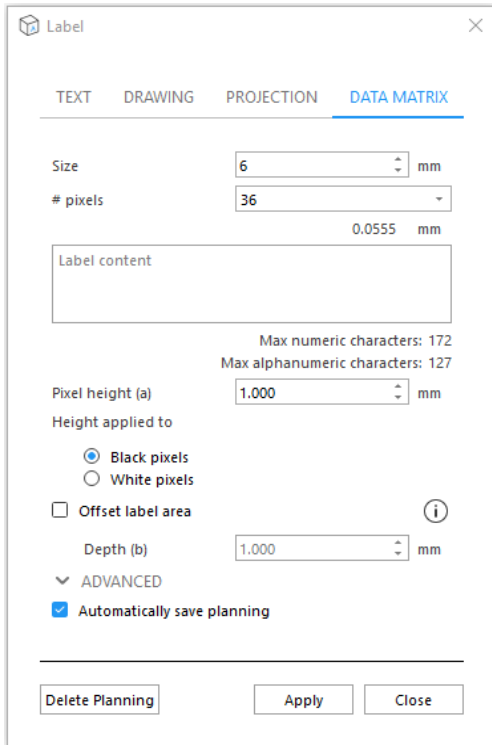 Label
TEXT DRAWING PROJECTION DATA MATRIX
Size 6 mm
# pixels 36
0.0555 mm
Label content
Max numeric characters: 172
Max alphanumeric characters: 127
Pixel height (a) 1.000 mm
Height applied to
Black pixels
White pixels
Offset label area i
Depth (b) 1.000 mm
ADVANCED
Automatically save planning
Delete Planning Apply Close